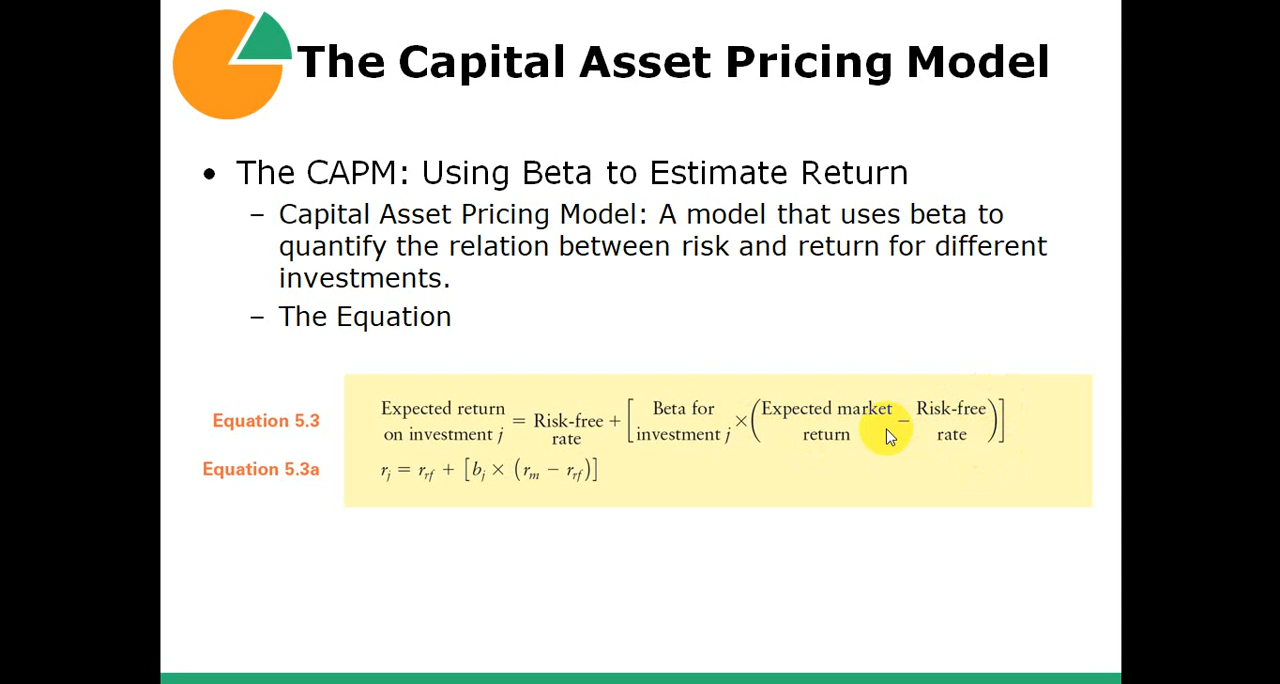 The Capital Asset Pricing Model
• The CAPM: Using Beta to Estimate Return
– Capital Asset Pricing Model: A model that uses beta to
quantify the relation between risk and return for different
investments.
– The Equation
Equation 5.3 Expected return on investment j = Risk-free rate + [Beta for investment j × (Expected market return − Risk-free rate)]
Equation 5.3a r_j = r_rf + [b_j × (r_m − r_rf)]